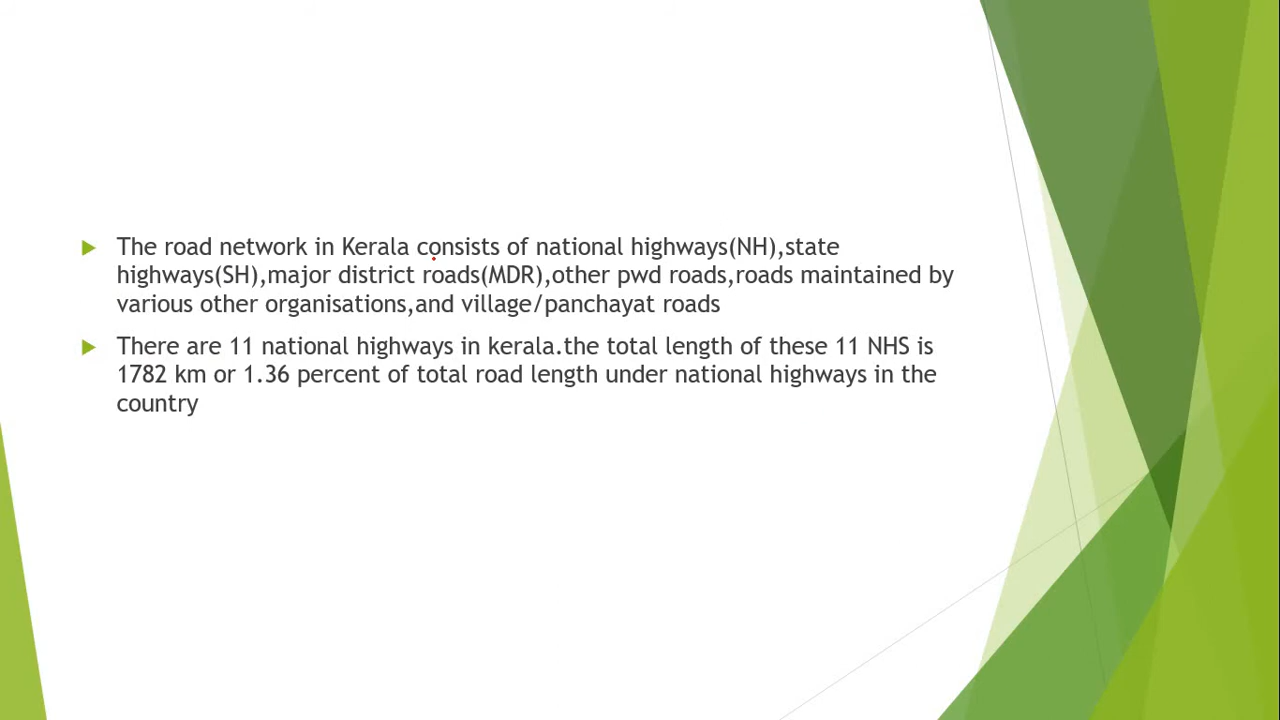 The road network in Kerala consists of national highways(NH),state
highways(SH),major district roads(MDR),other pwd roads,roads maintained by
various other organisations,and village/panchayat roads
There are 11 national highways in kerala.the total length of these 11 NHS is
1782 km or 1.36 percent of total road length under national highways in the
country